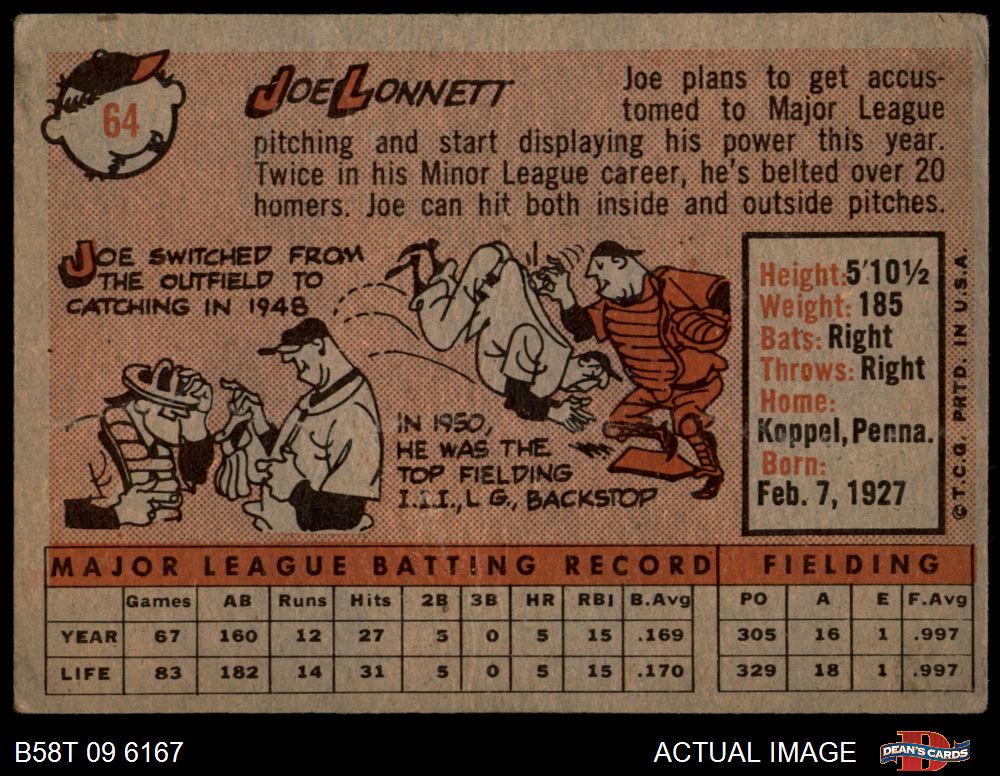 64
JOE LONNETT
Joe plans to get accus-
tomed to Major League
pitching and start displaying his power this year.
Twice in his Minor League career, he's belted over 20
homers. Joe can hit both inside and outside pitches.
JOE SWITCHED FROM
THE OUTFIELD TO
CATCHING IN 1948
IN 1950,
HE WAS THE
TOP FIELDING
I.I.I., L G., BACKSTOP
Height: 5'10½
Weight: 185
Bats: Right
Throws: Right
Home:
Koppel, Penna.
Born:
Feb. 7, 1927
©T.C.G. PRTD. IN U.S.A.
MAJOR LEAGUE BATTING RECORD FIELDING
Games AB Runs Hits 2B 3B HR RBI B.Avg PO A E F.Avg
YEAR 67 160 12 27 5 0 5 15 .169 305 16 1 .997
LIFE 83 182 14 31 5 0 5 15 .170 329 18 1 .997
B58T 09 6167 ACTUAL IMAGE DEAN'S CARDS